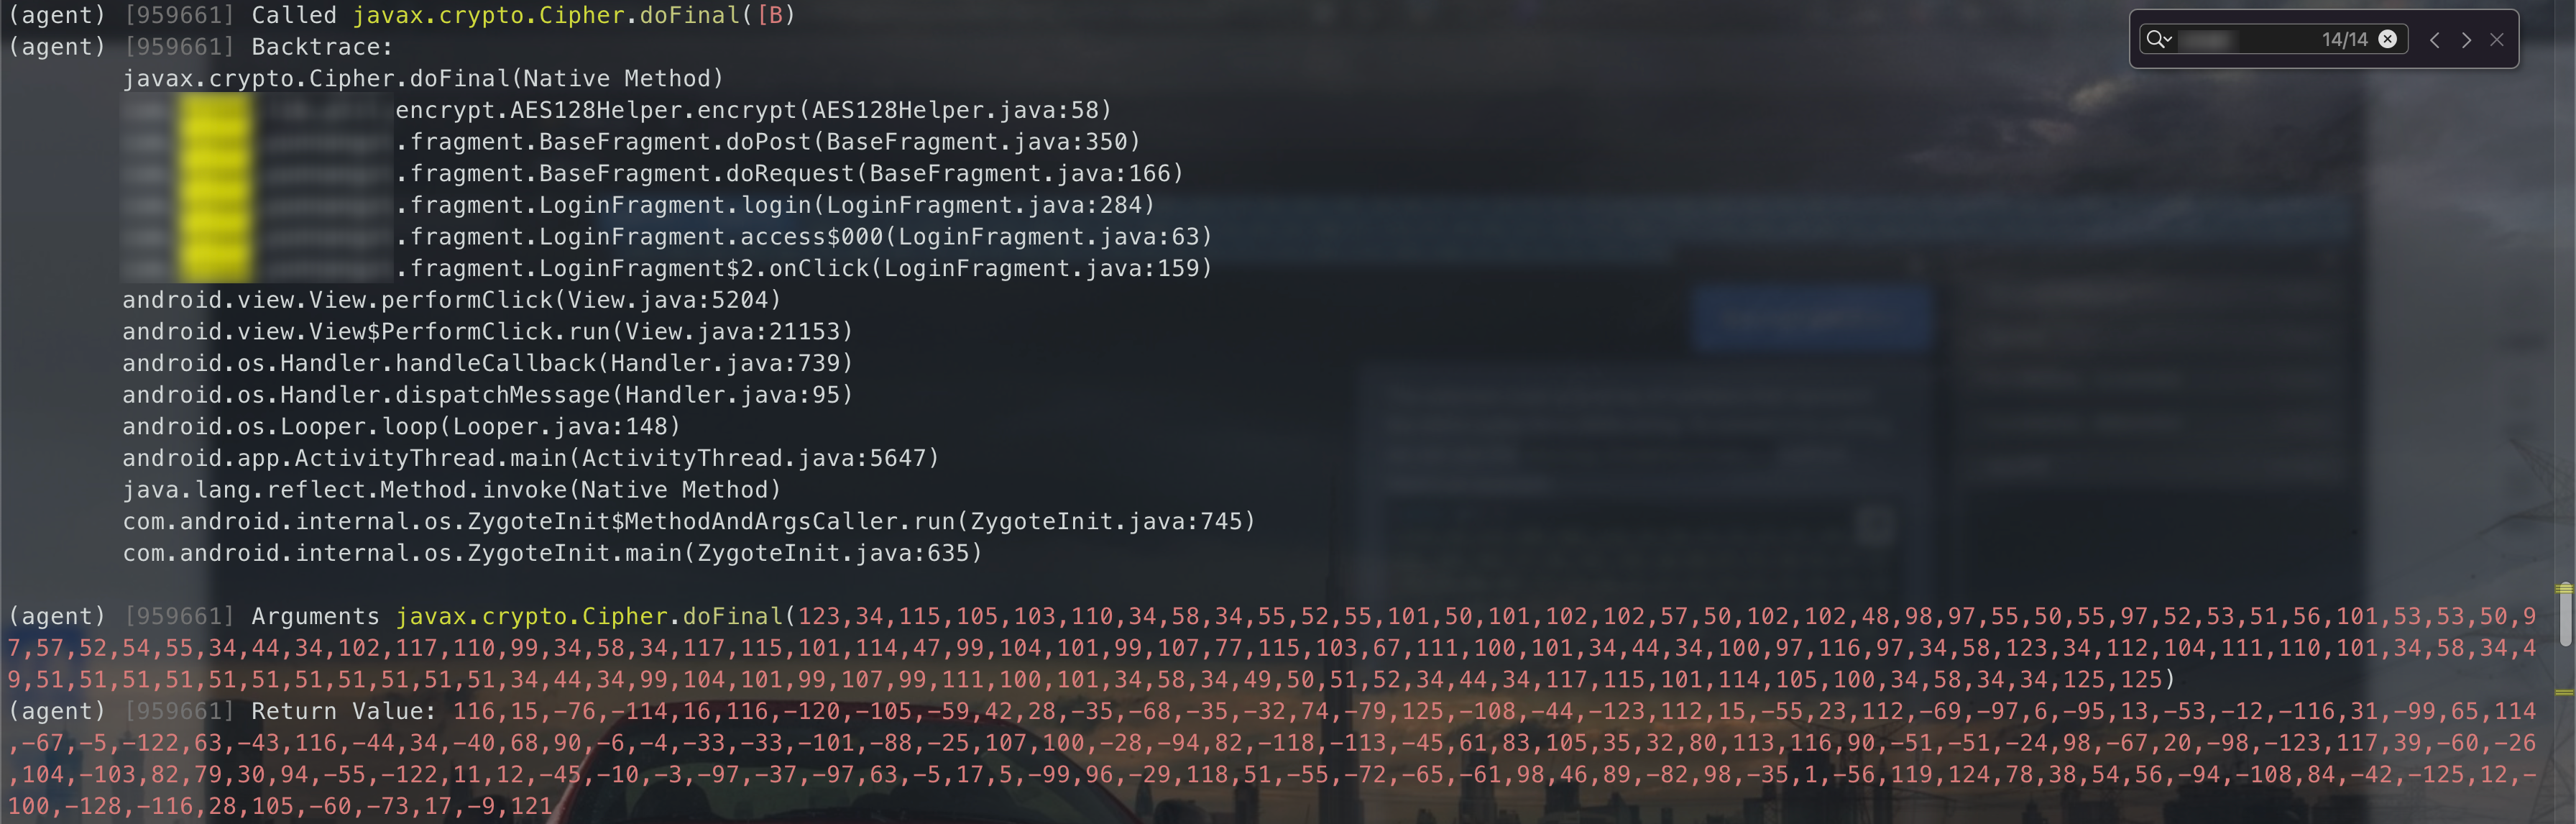 (agent) [959661] Called javax.crypto.Cipher.doFinal([B)
14/14
(agent) [959661] Backtrace:
javax.crypto.Cipher.doFinal(Native Method)
encrypt.AES128Helper.encrypt(AES128Helper.java:58)
.fragment.BaseFragment.doPost(BaseFragment.java:350)
.fragment.BaseFragment.doRequest(BaseFragment.java:166)
.fragment.LoginFragment.login(LoginFragment.java:284)
.fragment.LoginFragment.access$000(LoginFragment.java:63)
.fragment.LoginFragment$2.onClick(LoginFragment.java:159)
android.view.View.performClick(View.java:5204)
android.view.View$PerformClick.run(View.java:21153)
android.os.Handler.handleCallback(Handler.java:739)
android.os.Handler.dispatchMessage(Handler.java:95)
android.os.Looper.loop(Looper.java:148)
android.app.ActivityThread.main(ActivityThread.java:5647)
java.lang.reflect.Method.invoke(Native Method)
com.android.internal.os.ZygoteInit$MethodAndArgsCaller.run(ZygoteInit.java:745)
com.android.internal.os.ZygoteInit.main(ZygoteInit.java:635)
(agent) [959661] Arguments javax.crypto.Cipher.doFinal(123,34,115,105,103,110,34,58,34,55,52,55,101,50,101,102,102,57,50,102,102,48,98,97,55,50,55,97,52,53,51,56,101,53,53,50,9
7,57,52,54,55,34,44,34,102,117,110,99,34,58,34,117,115,101,114,47,99,104,101,99,107,77,115,103,67,111,100,101,34,44,34,100,97,116,97,34,58,123,34,112,104,111,110,101,34,58,34,4
9,51,51,51,51,51,51,51,51,51,51,34,44,34,99,104,101,99,107,99,111,100,101,34,58,34,49,50,51,52,34,44,34,117,115,101,114,105,100,34,58,34,34,125,125)
(agent) [959661] Return Value: 116,15,-76,-114,16,116,-120,-105,-59,42,28,-35,-68,-35,-32,74,-79,125,-108,-44,-123,112,15,-55,23,112,-69,-97,6,-95,13,-53,-12,-116,31,-99,65,114
,-67,-5,-122,63,-43,116,-44,34,-40,68,90,-6,-4,-33,-33,-101,-88,-25,107,100,-28,-94,82,-118,-113,-45,61,83,105,35,32,80,113,116,90,-51,-51,-24,98,-67,20,-98,-123,117,39,-60,-26
,104,-103,82,79,30,94,-55,-122,11,12,-45,-10,-3,-97,-37,-97,63,-5,17,5,-99,96,-29,118,51,-55,-72,-65,-61,98,46,89,-82,98,-35,1,-56,119,124,78,38,54,56,-94,-108,84,-42,-125,12,-
100,-128,-116,28,105,-60,-73,17,-9,121